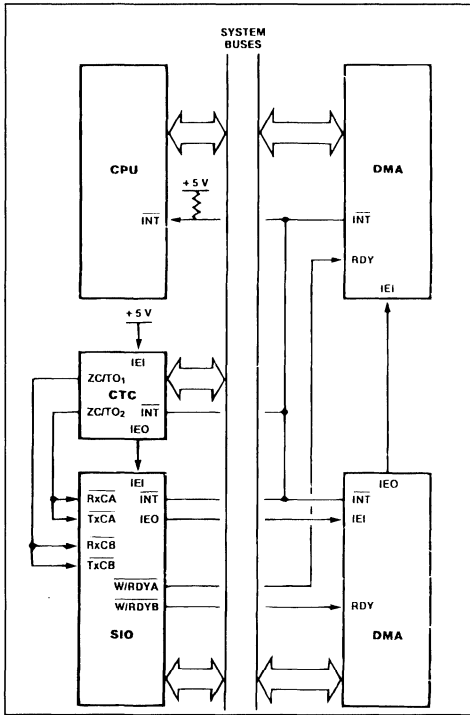 SYSTEM
BUSES
CPU
DMA
+5 V
INT
INT
RDY
IEI
+5 V
IEI
ZC/TO₁
CTC
ZC/TO₂
INT
IEO
IEI
RxCA
INT
TxCA
IEO
RxCB
TxCB
W/RDYA
W/RDYB
SIO
IEO
INT
IEI
RDY
DMA